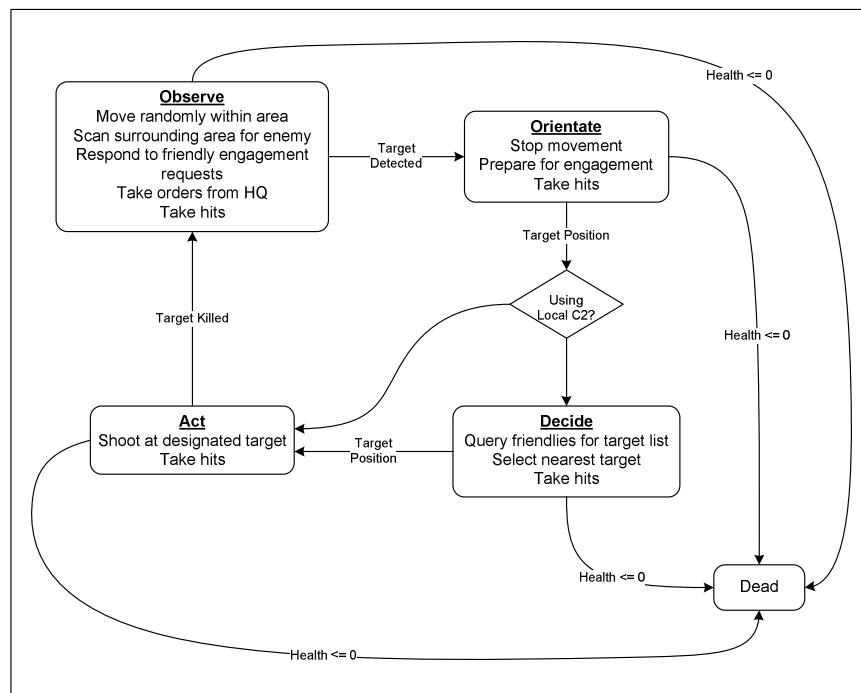 Health <= 0
Observe
Move randomly within area
Scan surrounding area for enemy
Respond to friendly engagement
requests
Take orders from HQ
Take hits
Target
Detected
Orientate
Stop movement
Prepare for engagement
Take hits
Target Position
Using
Local C2?
Target Killed
Health <= 0
Act
Shoot at designated target
Take hits
Target
Position
Decide
Query friendlies for target list
Select nearest target
Take hits
Health <= 0
Dead
Health <= 0